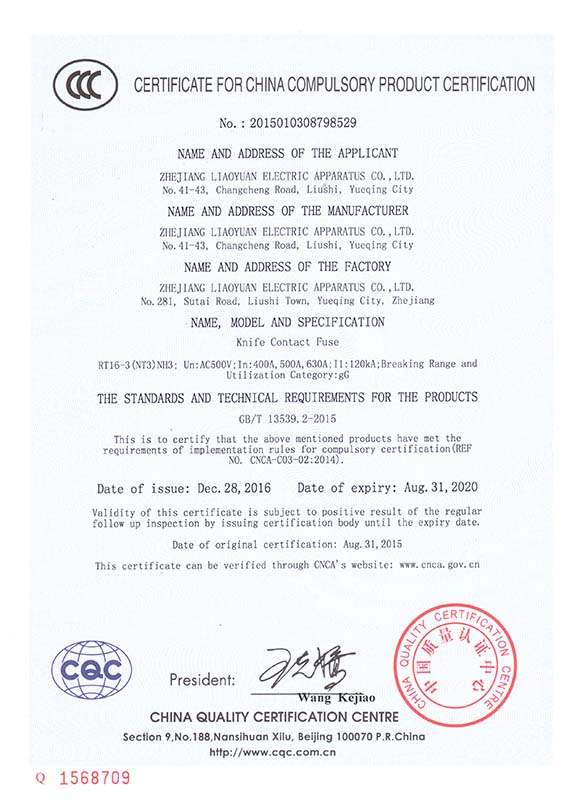 CCC
CERTIFICATE FOR CHINA COMPULSORY PRODUCT CERTIFICATION
No. : 2015010308798529
NAME AND ADDRESS OF THE APPLICANT
ZHEJIANG LIAOYUAN ELECTRIC APPARATUS CO., LTD.
No. 41-43, Changcheng Road, Liushi, Yueqing City
NAME AND ADDRESS OF THE MANUFACTURER
ZHEJIANG LIAOYUAN ELECTRIC APPARATUS CO., LTD.
No. 41-43, Changcheng Road, Liushi, Yueqing City
NAME AND ADDRESS OF THE FACTORY
ZHEJIANG LIAOYUAN ELECTRIC APPARATUS CO., LTD.
No. 281, Sutai Road, Liushi Town, Yueqing City, Zhejiang
NAME, MODEL AND SPECIFICATION
Knife Contact Fuse
RT16-3(NT3)NH3; Un:AC500V;In:400A, 500A, 630A;I1:120kA;Breaking Range and
Utilization Category:gG
THE STANDARDS AND TECHNICAL REQUIREMENTS FOR THE PRODUCTS
GB/T 13539.2-2015
This is to certify that the above mentioned products have met the
requirements of implementation rules for compulsory certification(REF
NO. CNCA-C03-02:2014).
Date of issue: Dec. 28, 2016 Date of expiry: Aug. 31, 2020
Validity of this certificate is subject to positive result of the regular
follow up inspection by issuing certification body until the expiry date.
Date of original certification: Aug. 31, 2015
This certificate can be verified through CNCA's website: www.cnca.gov.cn
CHINA QUALITY CERTIFICATION CENTRE
中国质量认证中心
CQC
President:
Wang Kejiao
CHINA QUALITY CERTIFICATION CENTRE
Section 9, No.188, Nansihuan Xilu, Beijing 100070 P.R.China
http://www.cqc.com.cn
Q 1568709